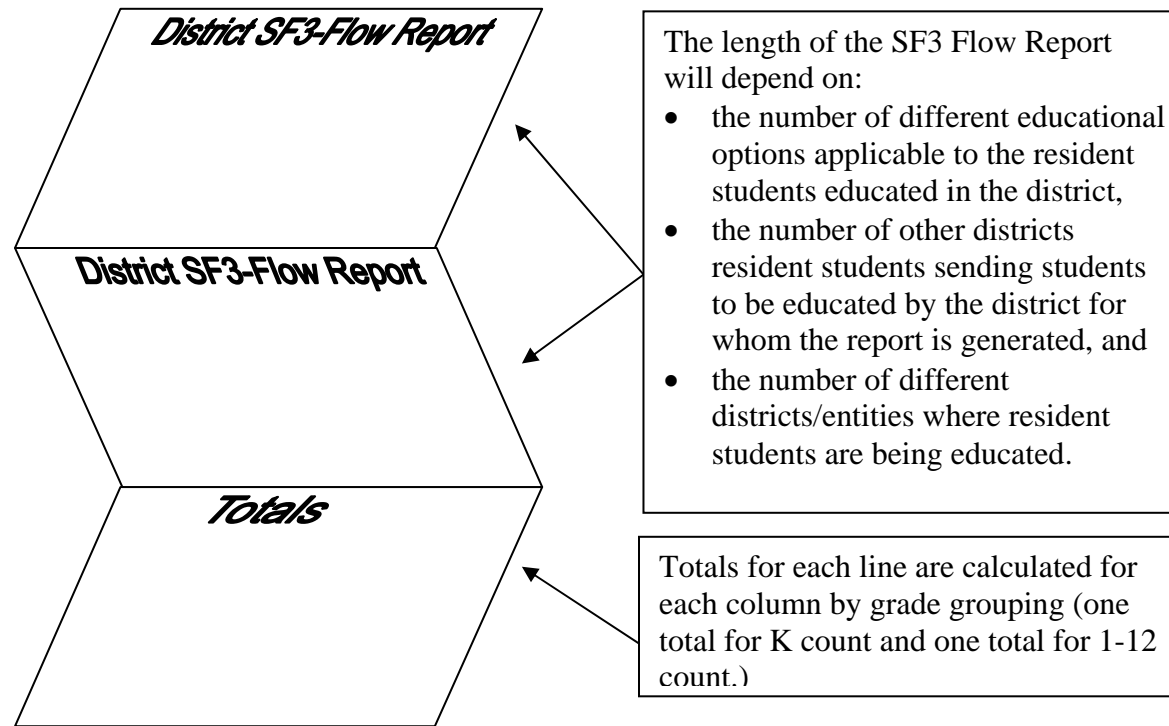 District SF3-Flow Report
The length of the SF3 Flow Report
will depend on:
• the number of different educational
options applicable to the resident
students educated in the district,
• the number of other districts
resident students sending students
to be educated by the district for
whom the report is generated, and
• the number of different
districts/entities where resident
students are being educated.
District SF3-Flow Report
Totals
Totals for each line are calculated for
each column by grade grouping (one
total for K count and one total for 1-12
count.)